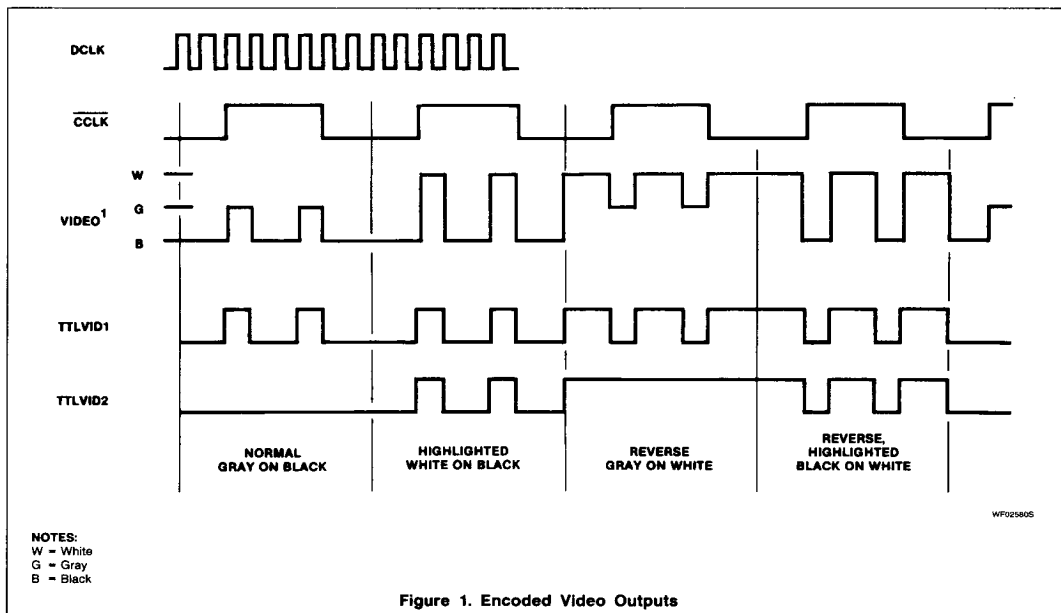 DCLK
CCLK
W
G
VIDEO1
B
TTLVID1
TTLVID2
NORMAL
GRAY ON BLACK
HIGHLIGHTED
WHITE ON BLACK
REVERSE
GRAY ON WHITE
REVERSE,
HIGHLIGHTED
BLACK ON WHITE
WF02580S
NOTES:
W = White
G = Gray
B = Black
Figure 1. Encoded Video Outputs